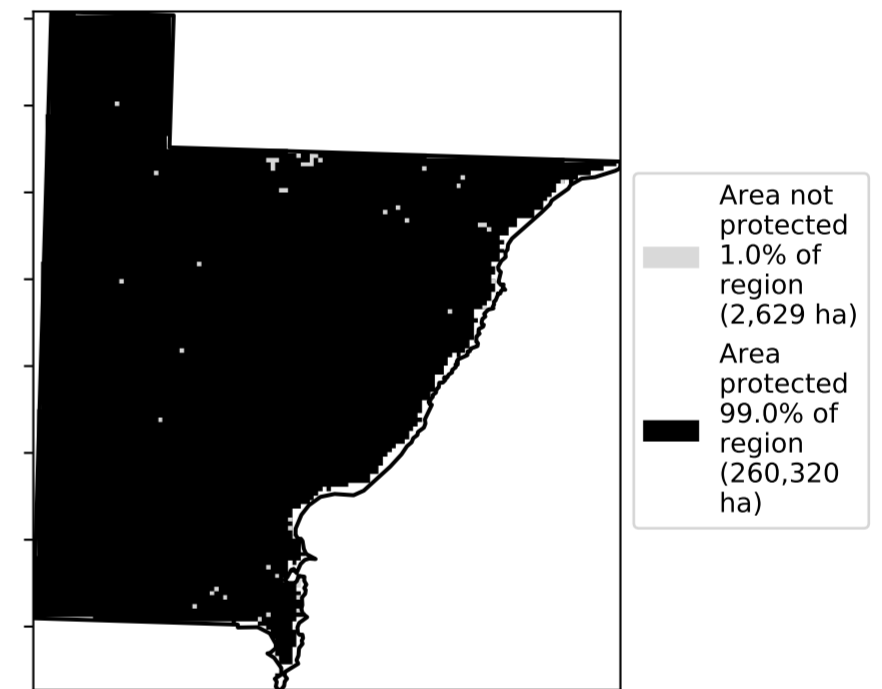 Area not
protected
1.0% of
region
(2,629 ha)
Area
protected
99.0% of
region
(260,320
ha)